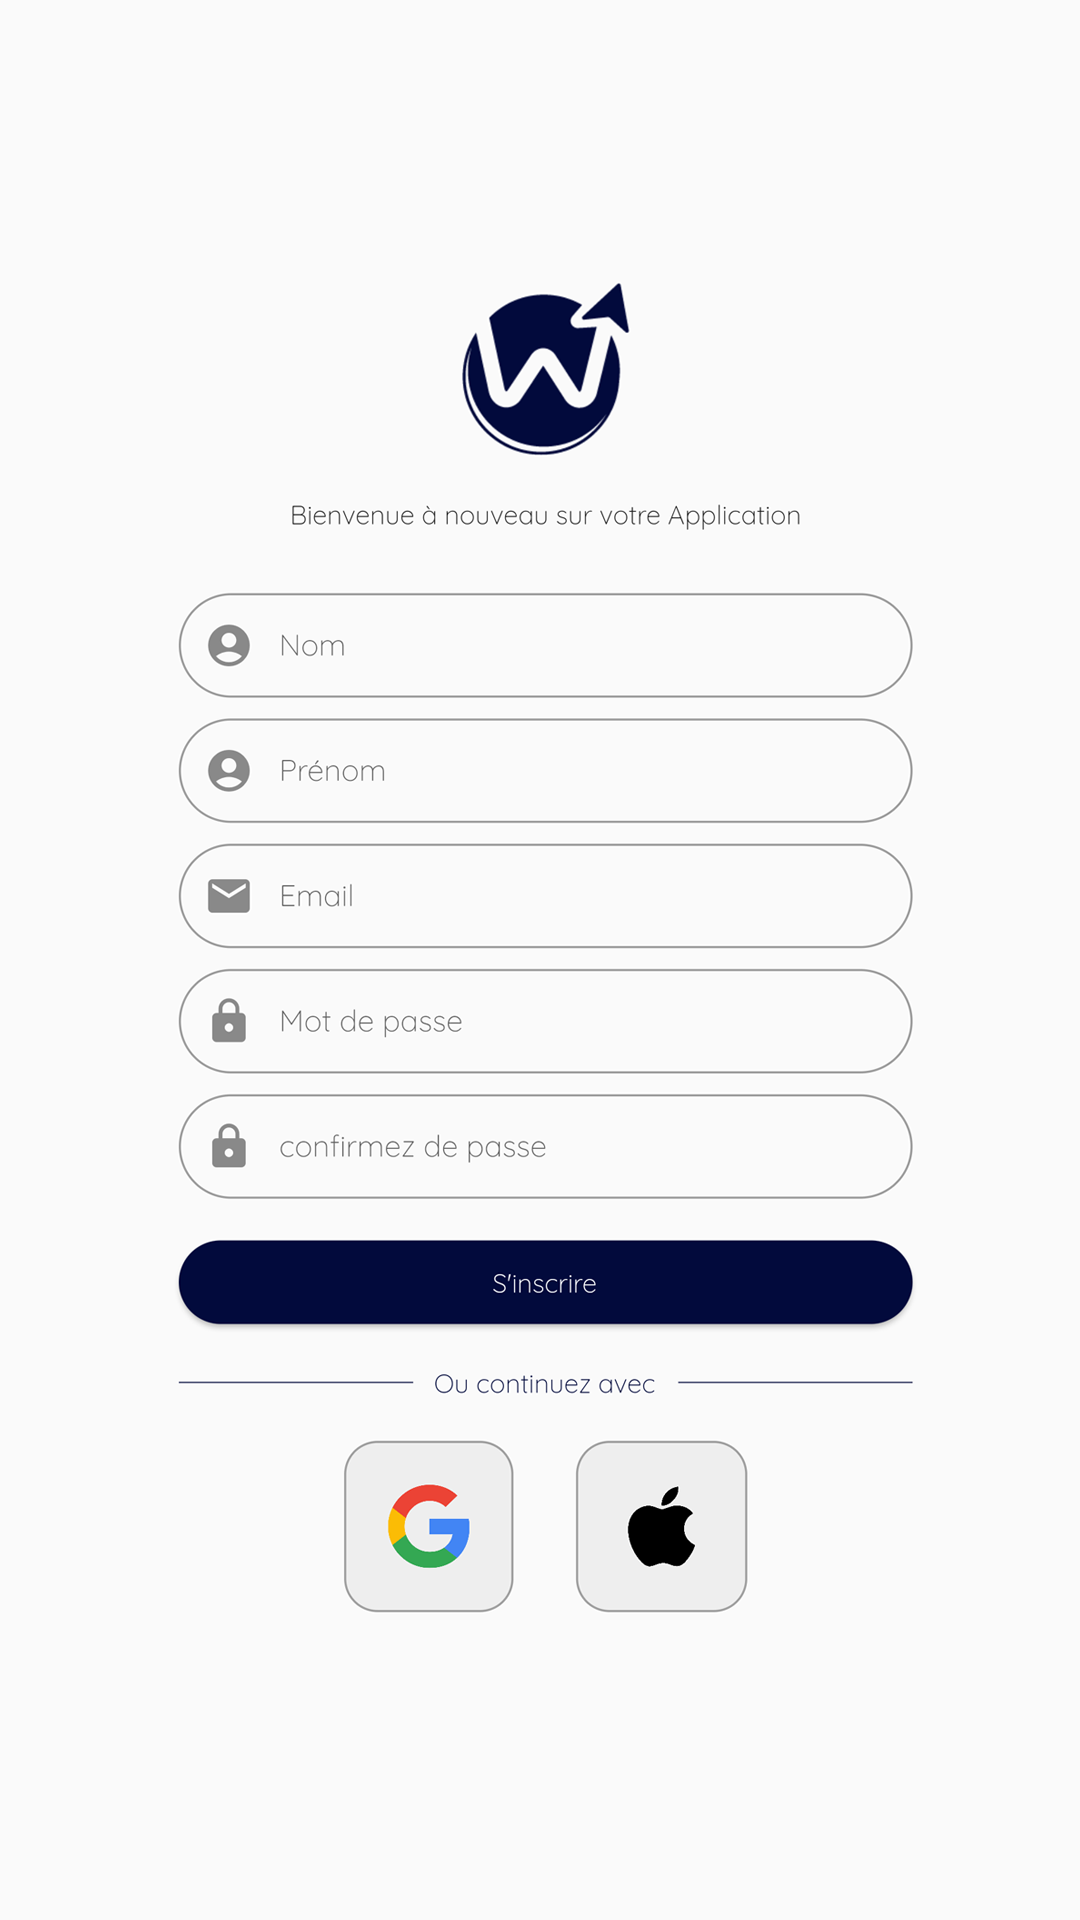 W
Bienvenue à nouveau sur votre Application
Nom
Prénom
Email
Mot de passe
confirmez de passe
S'inscrire
Ou continuez avec
G